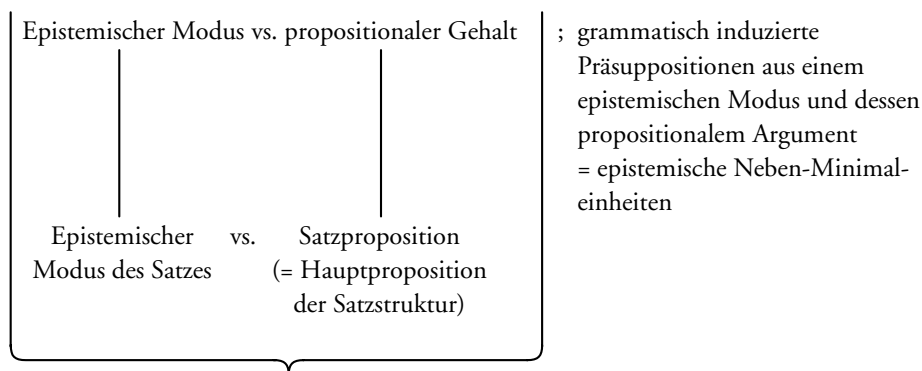 Epistemischer Modus vs. propositionaler Gehalt
; grammatisch induzierte
Präsuppositionen aus einem
epistemischen Modus und dessen
propositionalem Argument
= epistemische Neben-Minimal-
einheiten
Epistemischer vs. Satzproposition
Modus des Satzes (= Hauptproposition
der Satzstruktur)